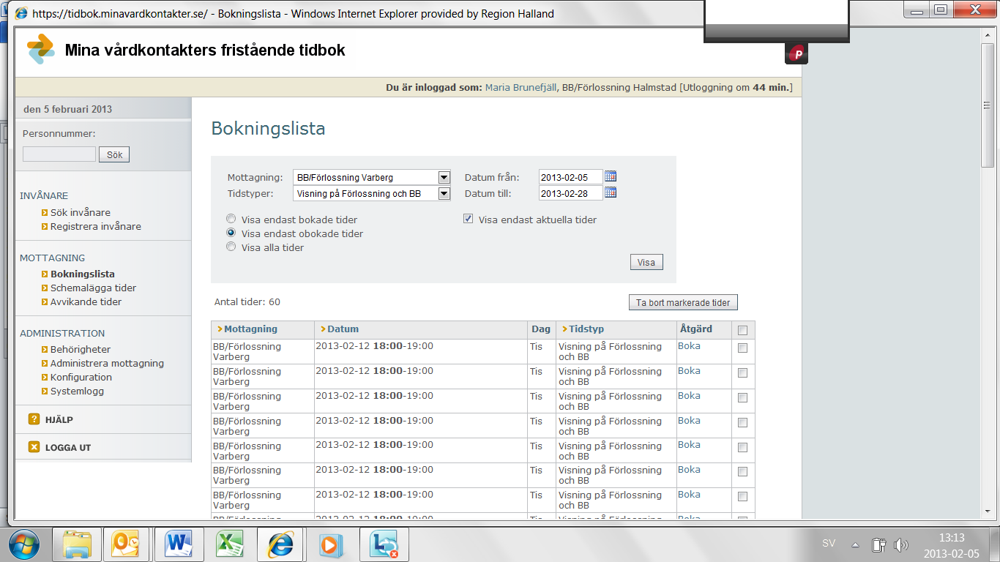 https://tidbok.minavardkontakter.se/ - Bokningslista - Windows Internet Explorer provided by Region Halland
Mina vårdkontakters fristående tidbok
Du är inloggad som: Maria Brunefjäll, BB/Förlossning Halmstad [Utloggning om 44 min.]
den 5 februari 2013
Personnummer:
Sök
INVÅNARE
Sök invånare
Registrera invånare
MOTTAGNING
Bokningslista
Schemalägga tider
Avvikande tider
ADMINISTRATION
Behörigheter
Administrera mottagning
Konfiguration
Systemlogg
HJÄLP
LOGGA UT
Bokningslista
Mottagning: BB/Förlossning Varberg Datum från: 2013-02-05
Tidstyper: Visning på Förlossning och BB Datum till: 2013-02-28
Visa endast bokade tider Visa endast aktuella tider
Visa endast obokade tider
Visa alla tider
Visa
Antal tider: 60 Ta bort markerade tider
Mottagning Datum Dag Tidstyp Åtgärd
BB/Förlossning 2013-02-12 18:00-19:00 Tis Visning på Förlossning Boka
Varberg och BB
BB/Förlossning 2013-02-12 18:00-19:00 Tis Visning på Förlossning Boka
Varberg och BB
BB/Förlossning 2013-02-12 18:00-19:00 Tis Visning på Förlossning Boka
Varberg och BB
BB/Förlossning 2013-02-12 18:00-19:00 Tis Visning på Förlossning Boka
Varberg och BB
BB/Förlossning 2013-02-12 18:00-19:00 Tis Visning på Förlossning Boka
Varberg och BB
BB/Förlossning 2013-02-12 18:00-19:00 Tis Visning på Förlossning Boka
Varberg och BB
BB/Förlossning 2013-02-12 18:00-19:00 Tis Visning på Förlossning Boka
Varberg och BB
SV 13:13
2013-02-05